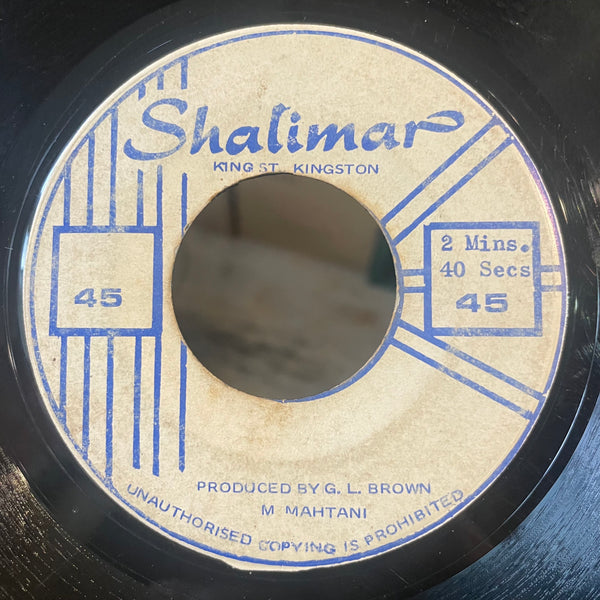 Shalimar
KING ST. KINGSTON
45
2 Mins.
40 Secs
45
PRODUCED BY G. L. BROWN
M MAHTANI
UNAUTHORISED COPYING IS PROHIBITED